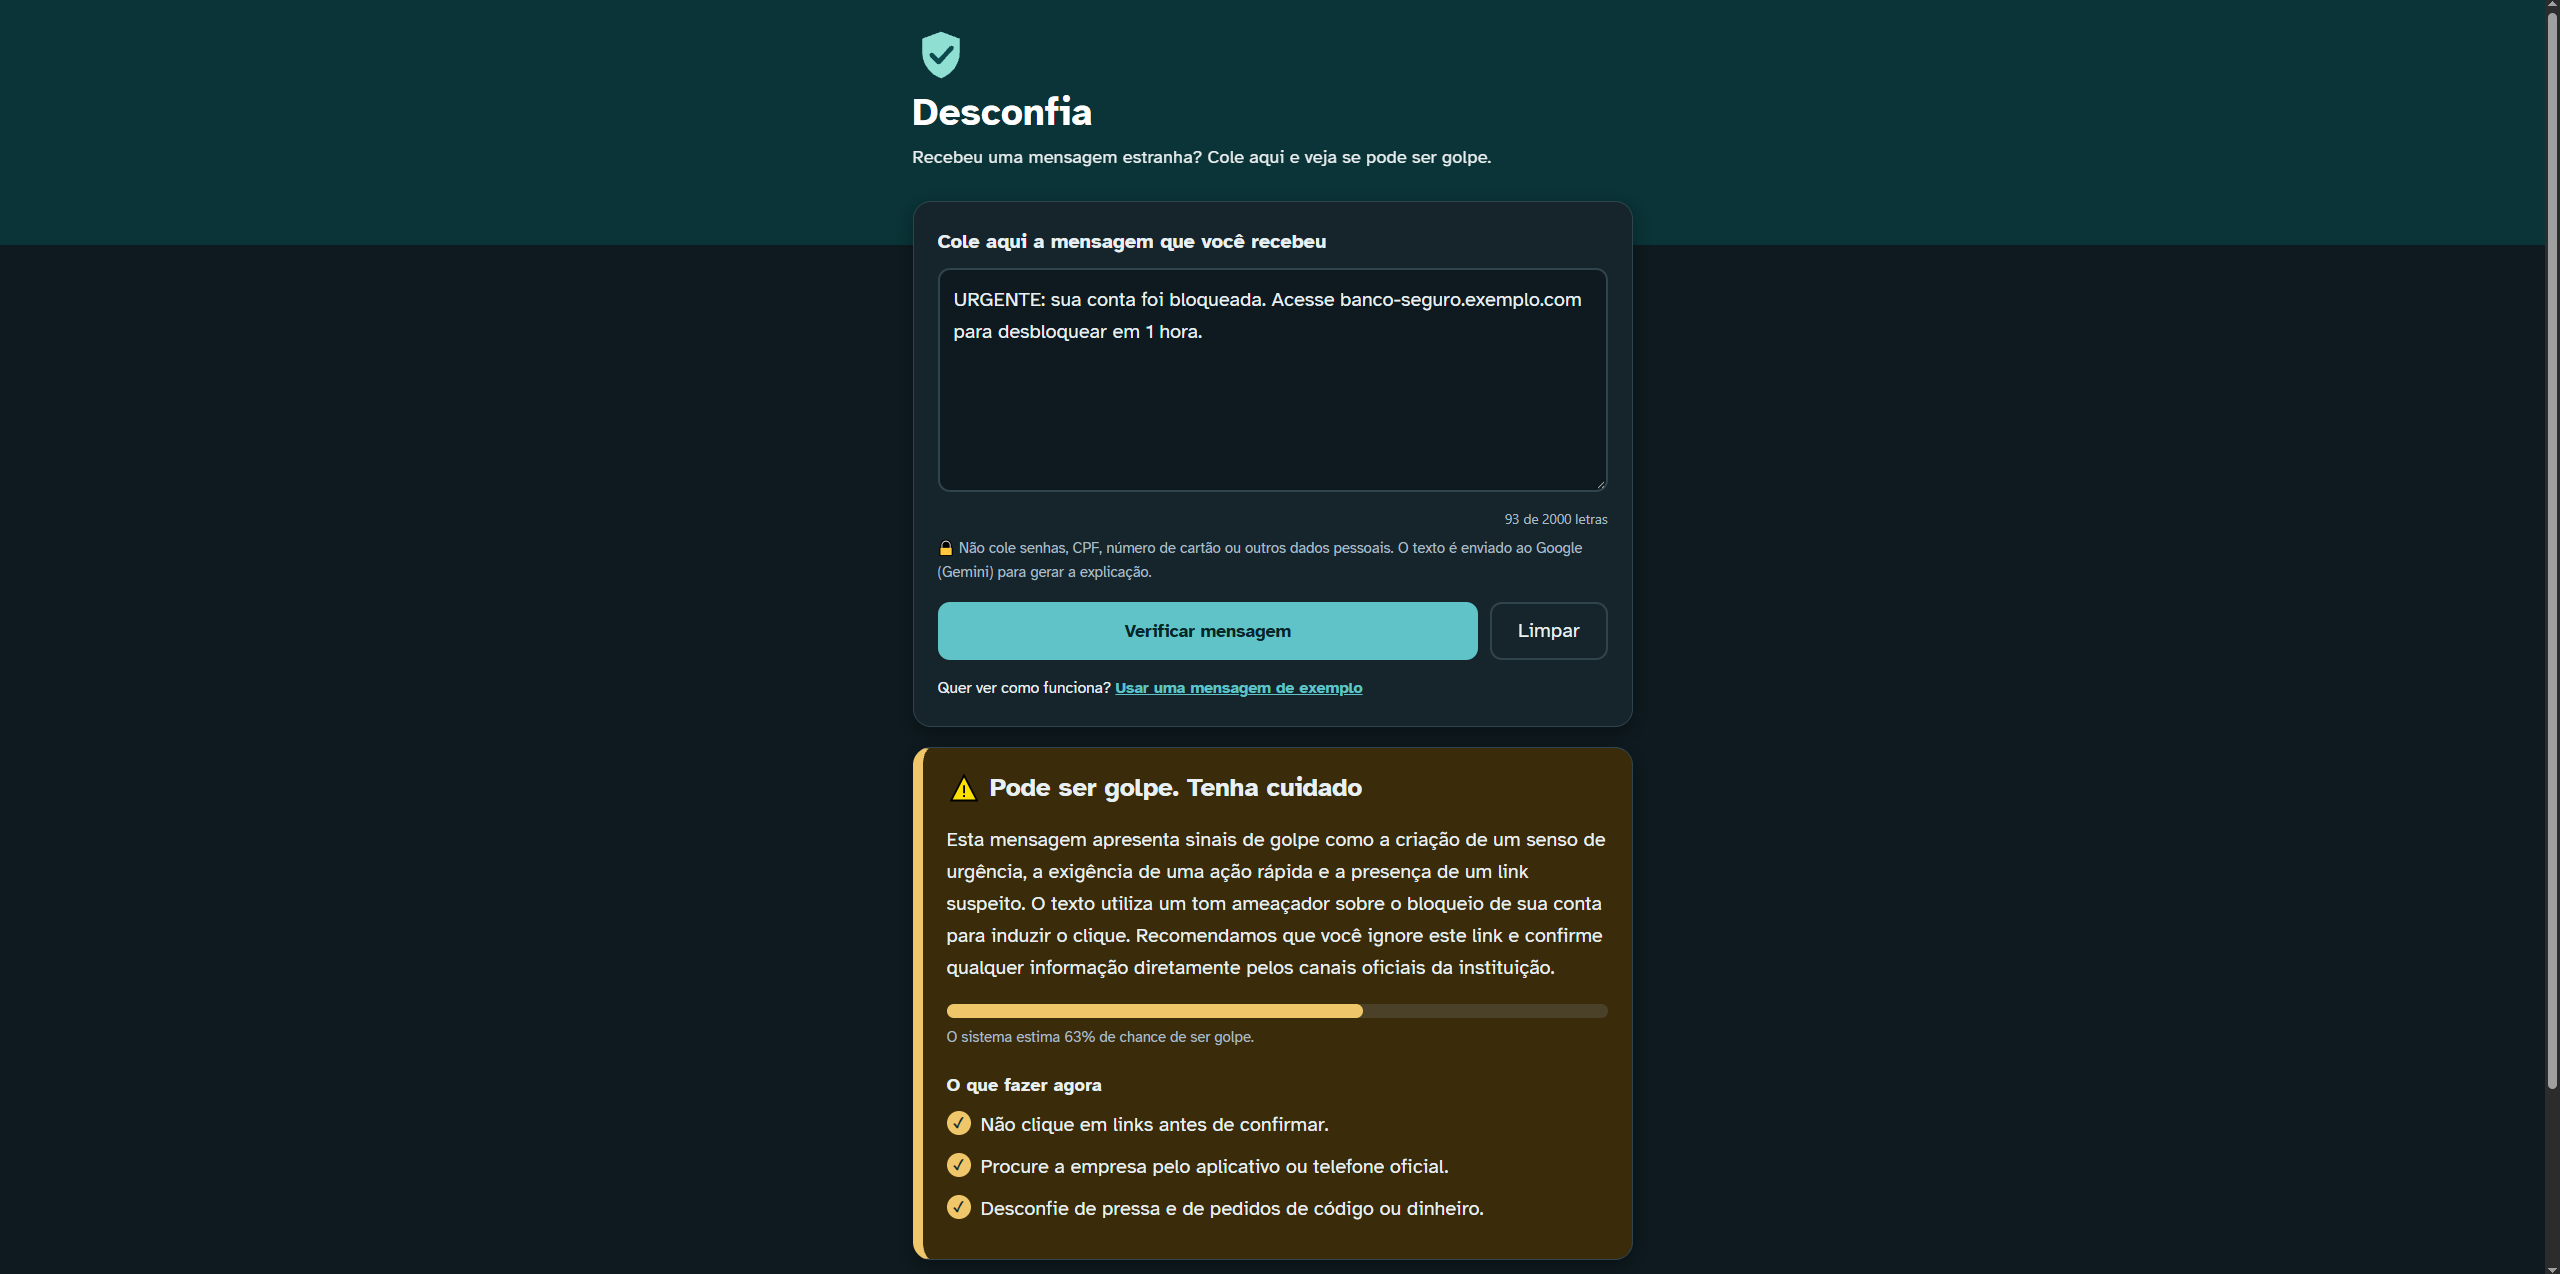 Desconfia
Recebeu uma mensagem estranha? Cole aqui e veja se pode ser golpe.
Cole aqui a mensagem que você recebeu
URGENTE: sua conta foi bloqueada. Acesse banco-seguro.exemplo.com
para desbloquear em 1 hora.
93 de 2000 letras
Não cole senhas, CPF, número de cartão ou outros dados pessoais. O texto é enviado ao Google
(Gemini) para gerar a explicação.
Verificar mensagem
Limpar
Quer ver como funciona? Usar uma mensagem de exemplo
Pode ser golpe. Tenha cuidado
Esta mensagem apresenta sinais de golpe como a criação de um senso de
urgência, a exigência de uma ação rápida e a presença de um link
suspeito. O texto utiliza um tom ameaçador sobre o bloqueio de sua conta
para induzir o clique. Recomendamos que você ignore este link e confirme
qualquer informação diretamente pelos canais oficiais da instituição.
O sistema estima 63% de chance de ser golpe.
O que fazer agora
Não clique em links antes de confirmar.
Procure a empresa pelo aplicativo ou telefone oficial.
Desconfie de pressa e de pedidos de código ou dinheiro.